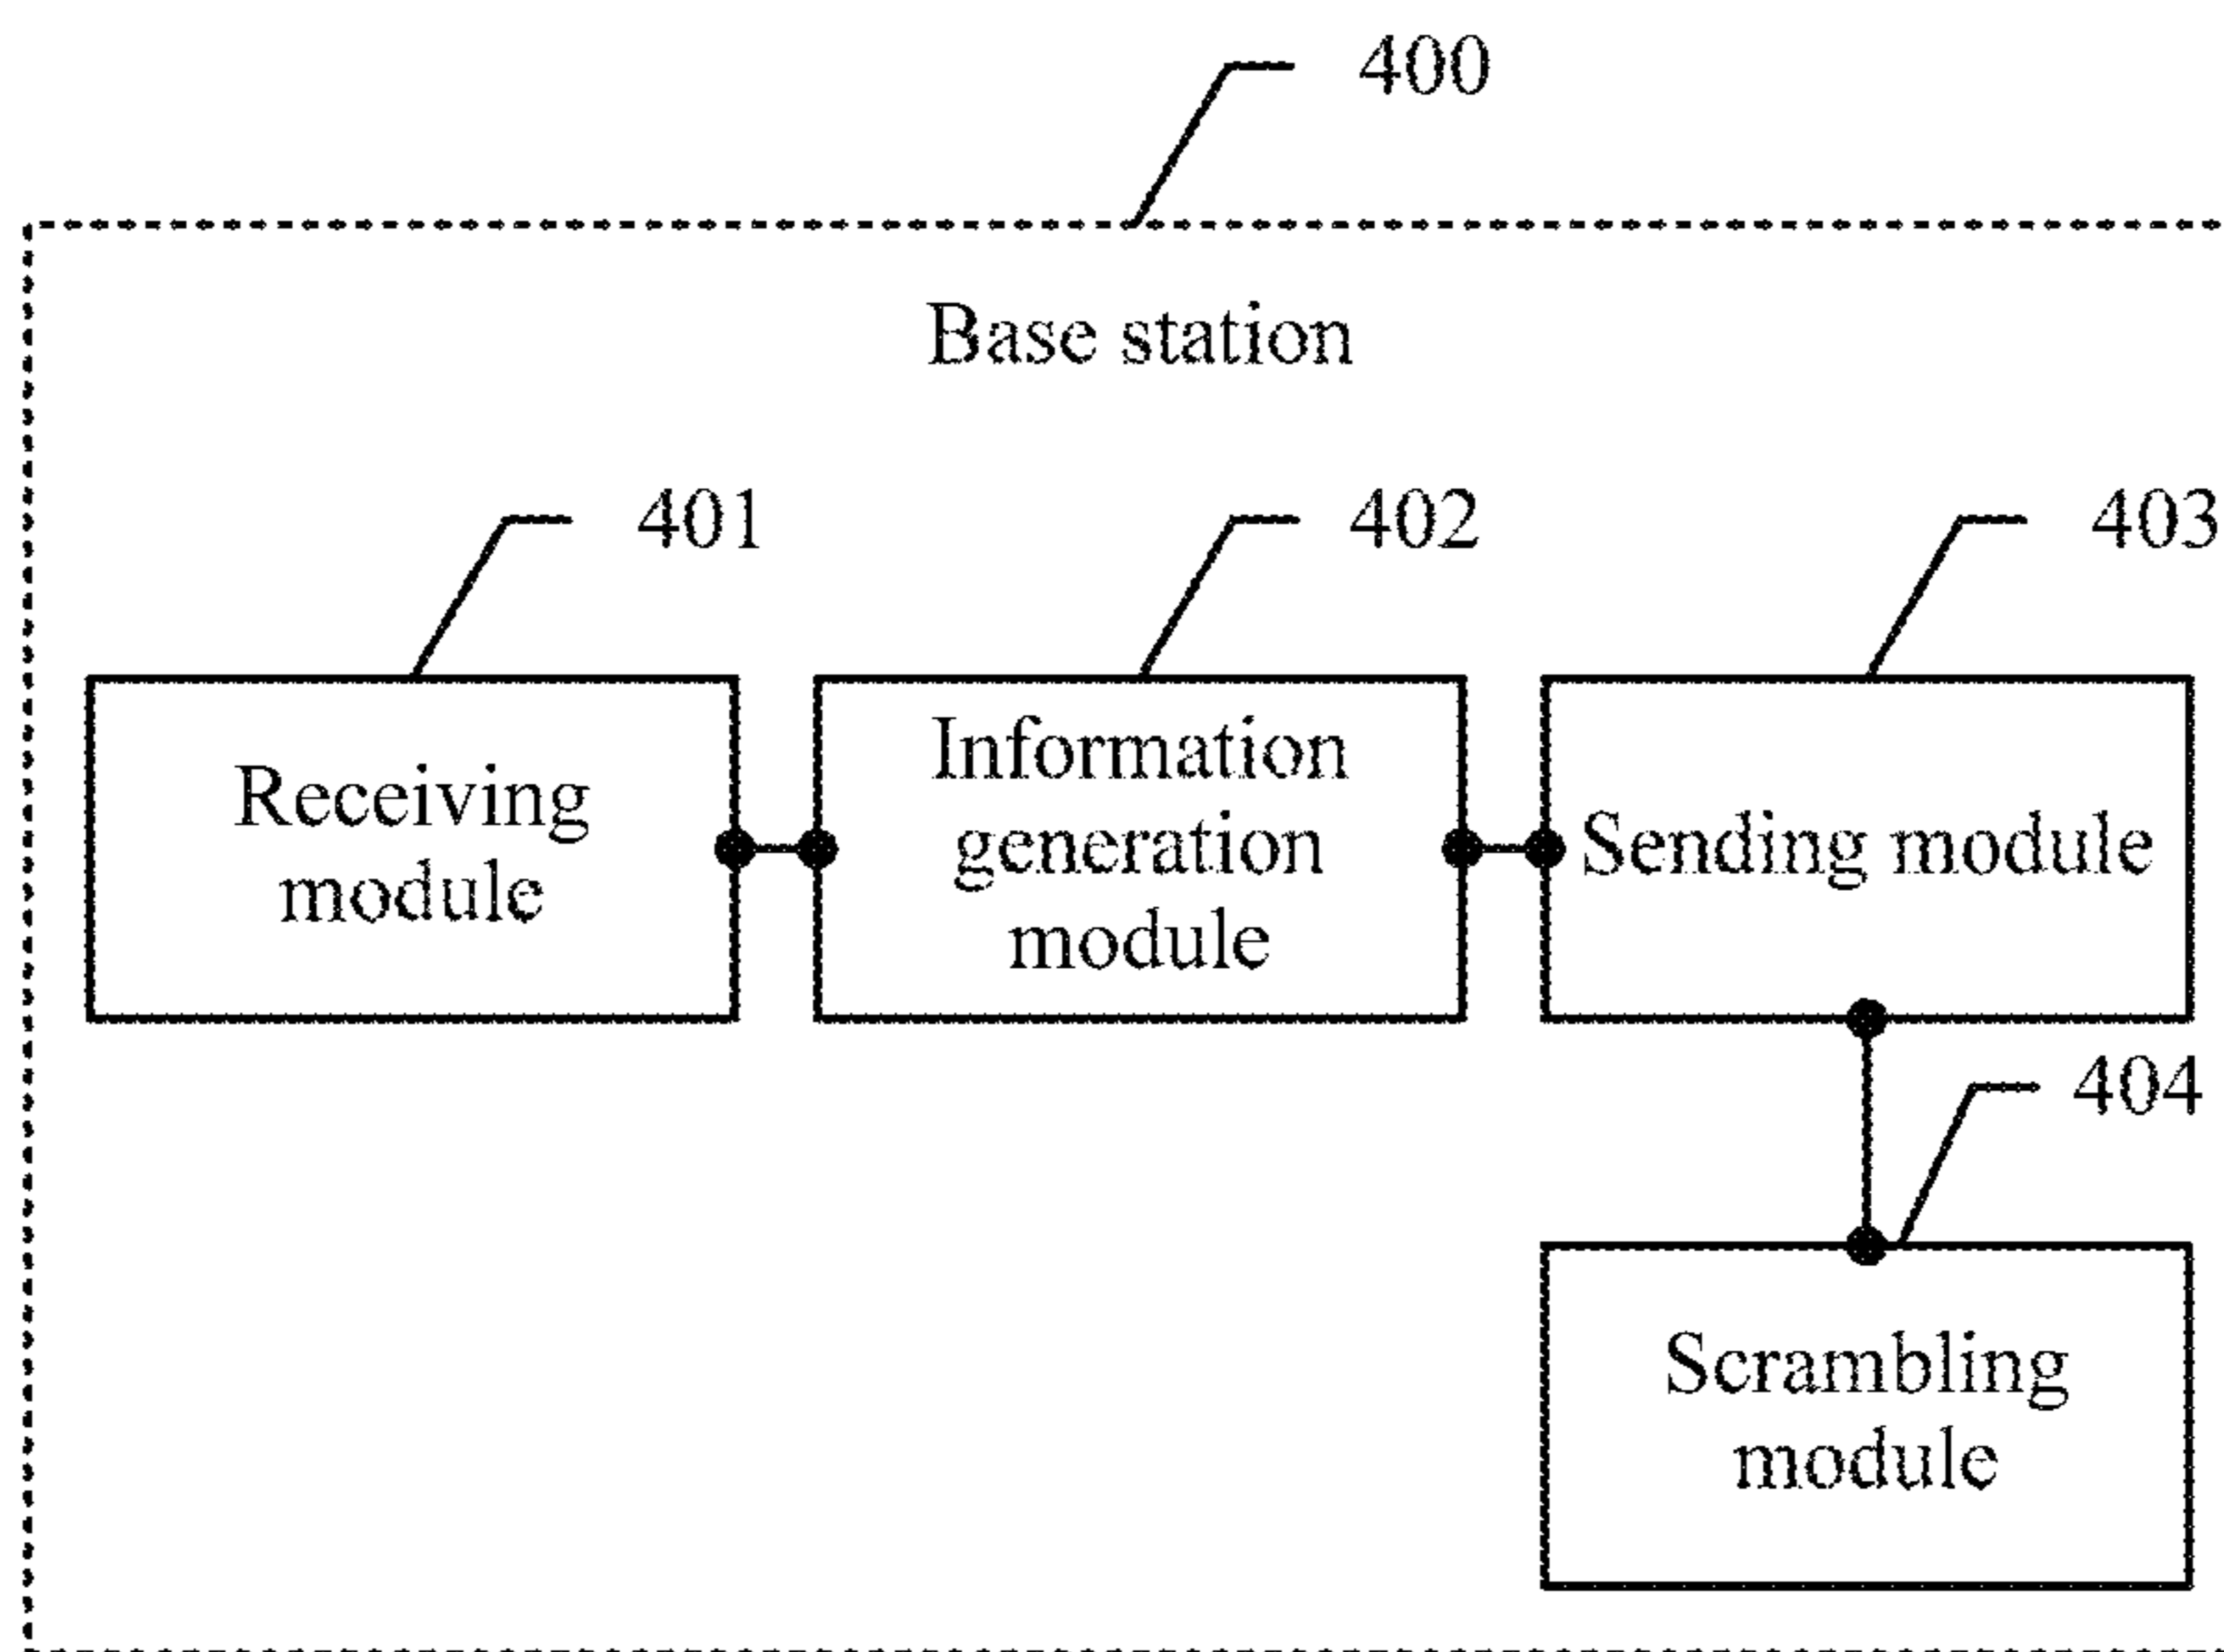 400
Base station
401
402
403
Receiving
module
Information
generation
module
Sending module
404
Scrambling
module